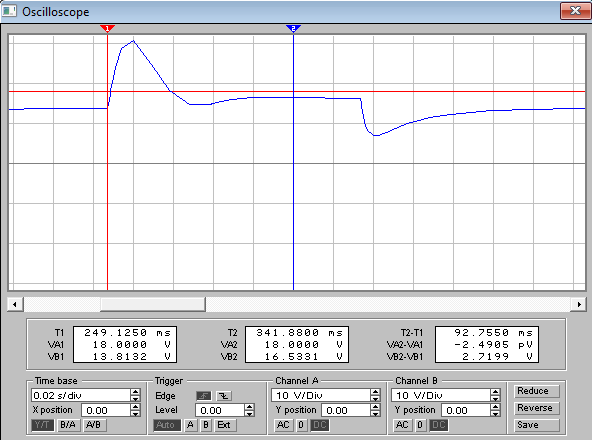 Oscilloscope
1 2
T1 249.1250 ms T2 341.8800 ms T2-T1 92.7550 ms
VA1 18.0000 V VA2 18.0000 V VA2-VA1 -2.4905 pV
VB1 13.8132 V VB2 16.5331 V VB2-VB1 2.7199 V
Time base Trigger Channel A Channel B
0.02 s/div Edge 10 V/Div 10 V/Div Reduce
X position 0.00 Level 0.00 Y position 0.00 Y position 0.00 Reverse
Y/T B/A A/B Auto A B Ext AC 0 DC AC 0 DC Save